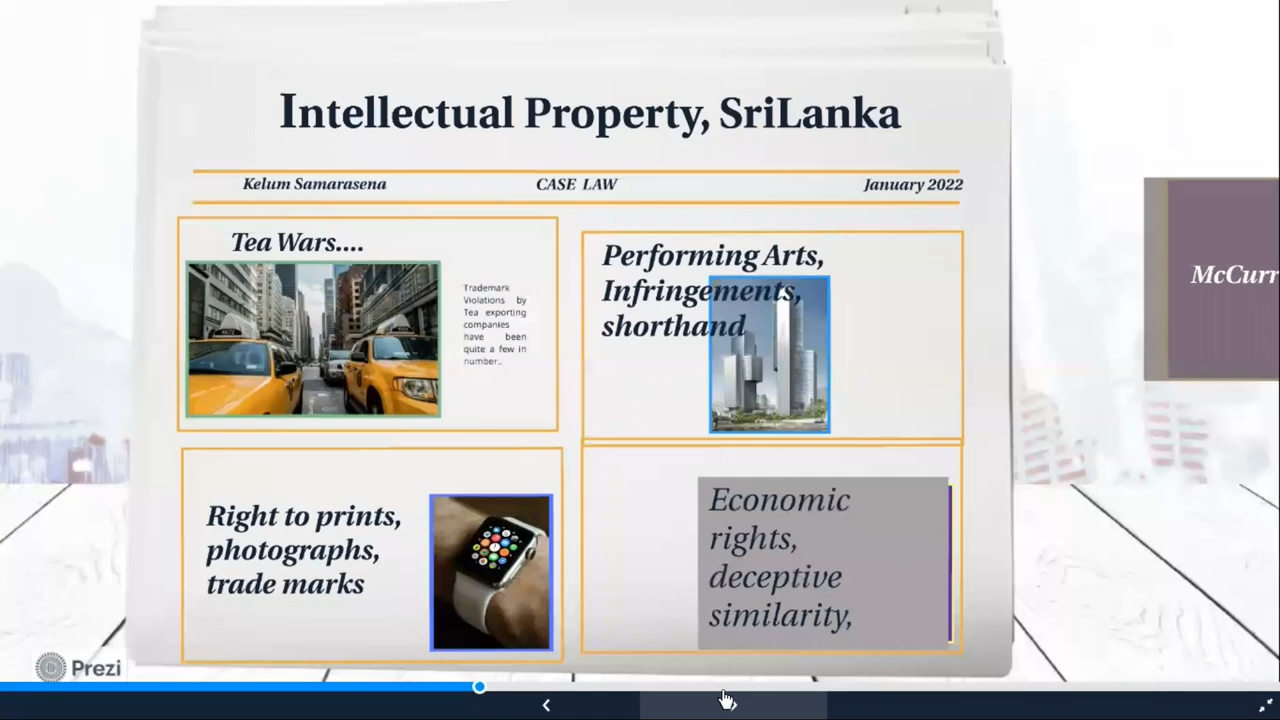 Intellectual Property, SriLanka
Kelum Samarasena CASE LAW January 2022
Tea Wars....
Trademark
Violations by
Tea exporting
companies
have been
quite a few in
number..
Performing Arts,
Infringements,
shorthand
Right to prints,
photographs,
trade marks
Economic
rights,
deceptive
similarity,
McCurr
Prezi